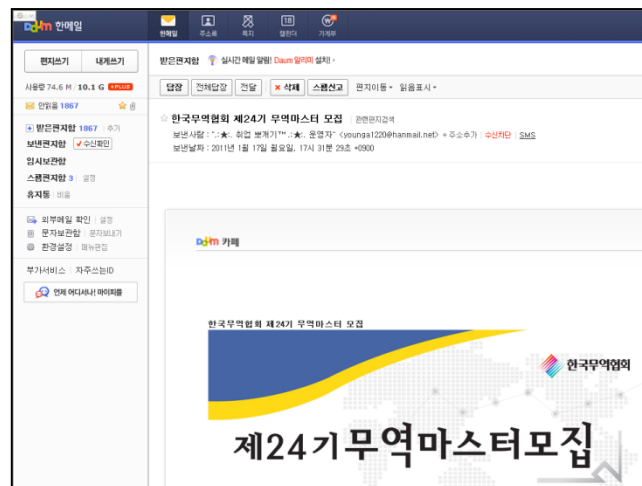 Daum 한메일
한메일 주소록 쪽지 캘린더 가계부
18
편지쓰기 내게쓰기
받은편지함 실시간 메일 알림! Daum 알리미 설치!
사용량 74.6 M / 10.1 G +PLUS
답장 전체답장 전달 × 삭제 스팸신고 편지이동 읽음표시
안읽음 1867
☆ 한국무역협회 제24기 무역마스터 모집 | 관련편지검색
받은편지함 1867 | 추가
보낸사람 : ".:★:. 취업 뽀개기™ .:★:. 운영자" <younga1220@hanmail.net> +주소추가 | 수신차단 | SMS
보낸편지함 ✓수신확인
보낸날짜 : 2011년 1월 17일 월요일, 17시 31분 29초 +0900
임시보관함
스팸편지함 3 | 설정
휴지통 | 비움
외부메일 확인 | 설정
문자보관함 | 문자보내기
환경설정 | 메뉴편집
Daum 카페
부가서비스 | 자주쓰는ID
언제 어디서나! 마이피플
한국무역협회 제24기 무역마스터 모집
한국무역협회
제24기무역마스터모집